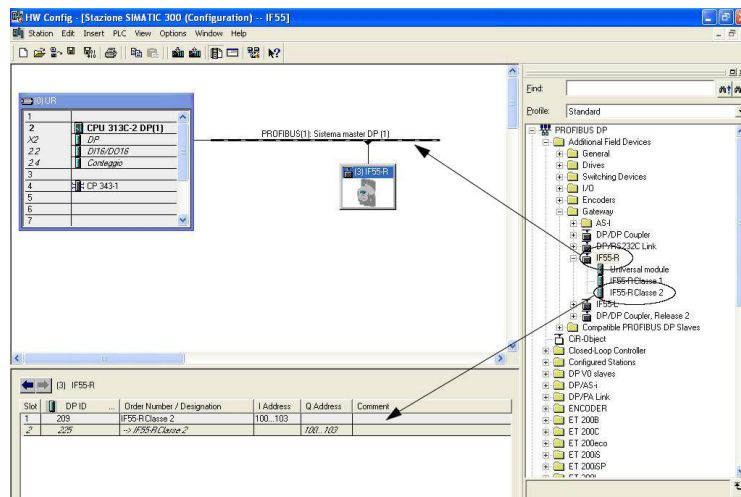 HW Config - [Stazione SIMATIC 300 (Configuration) -- IF55]
Station Edit Insert PLC View Options Window Help
(0) UR
1
2 CPU 313C-2 DP(1)
X2 DP
2.2 DI16/DO16
2.4 Conteggio
3
4 CP 343-1
5
6
7
PROFIBUS(1): Sistema master DP (1)
(3) IF55-R
Find:
Profile: Standard
PROFIBUS DP
Additional Field Devices
General
Drives
Switching Devices
I/O
Encoders
Gateway
AS-I
DP/DP Coupler
DP/RS232C Link
IF55-R
Universal module
IF55-R Classe 1
IF55-R Classe 2
IF55-L
DP/DP Coupler, Release 2
Compatible PROFIBUS DP Slaves
CiR-Object
Closed-Loop Controller
Configured Stations
DP V0 slaves
DP/AS-i
DP/PA Link
ENCODER
ET 200B
ET 200C
ET 200eco
ET 200iS
ET 200iSP
(3) IF55-R
Slot DP ID ... Order Number / Designation I Address Q Address Comment
1 209 IF55-R Classe 2 100...103
2 225 --> IF55-R Classe 2 100...103